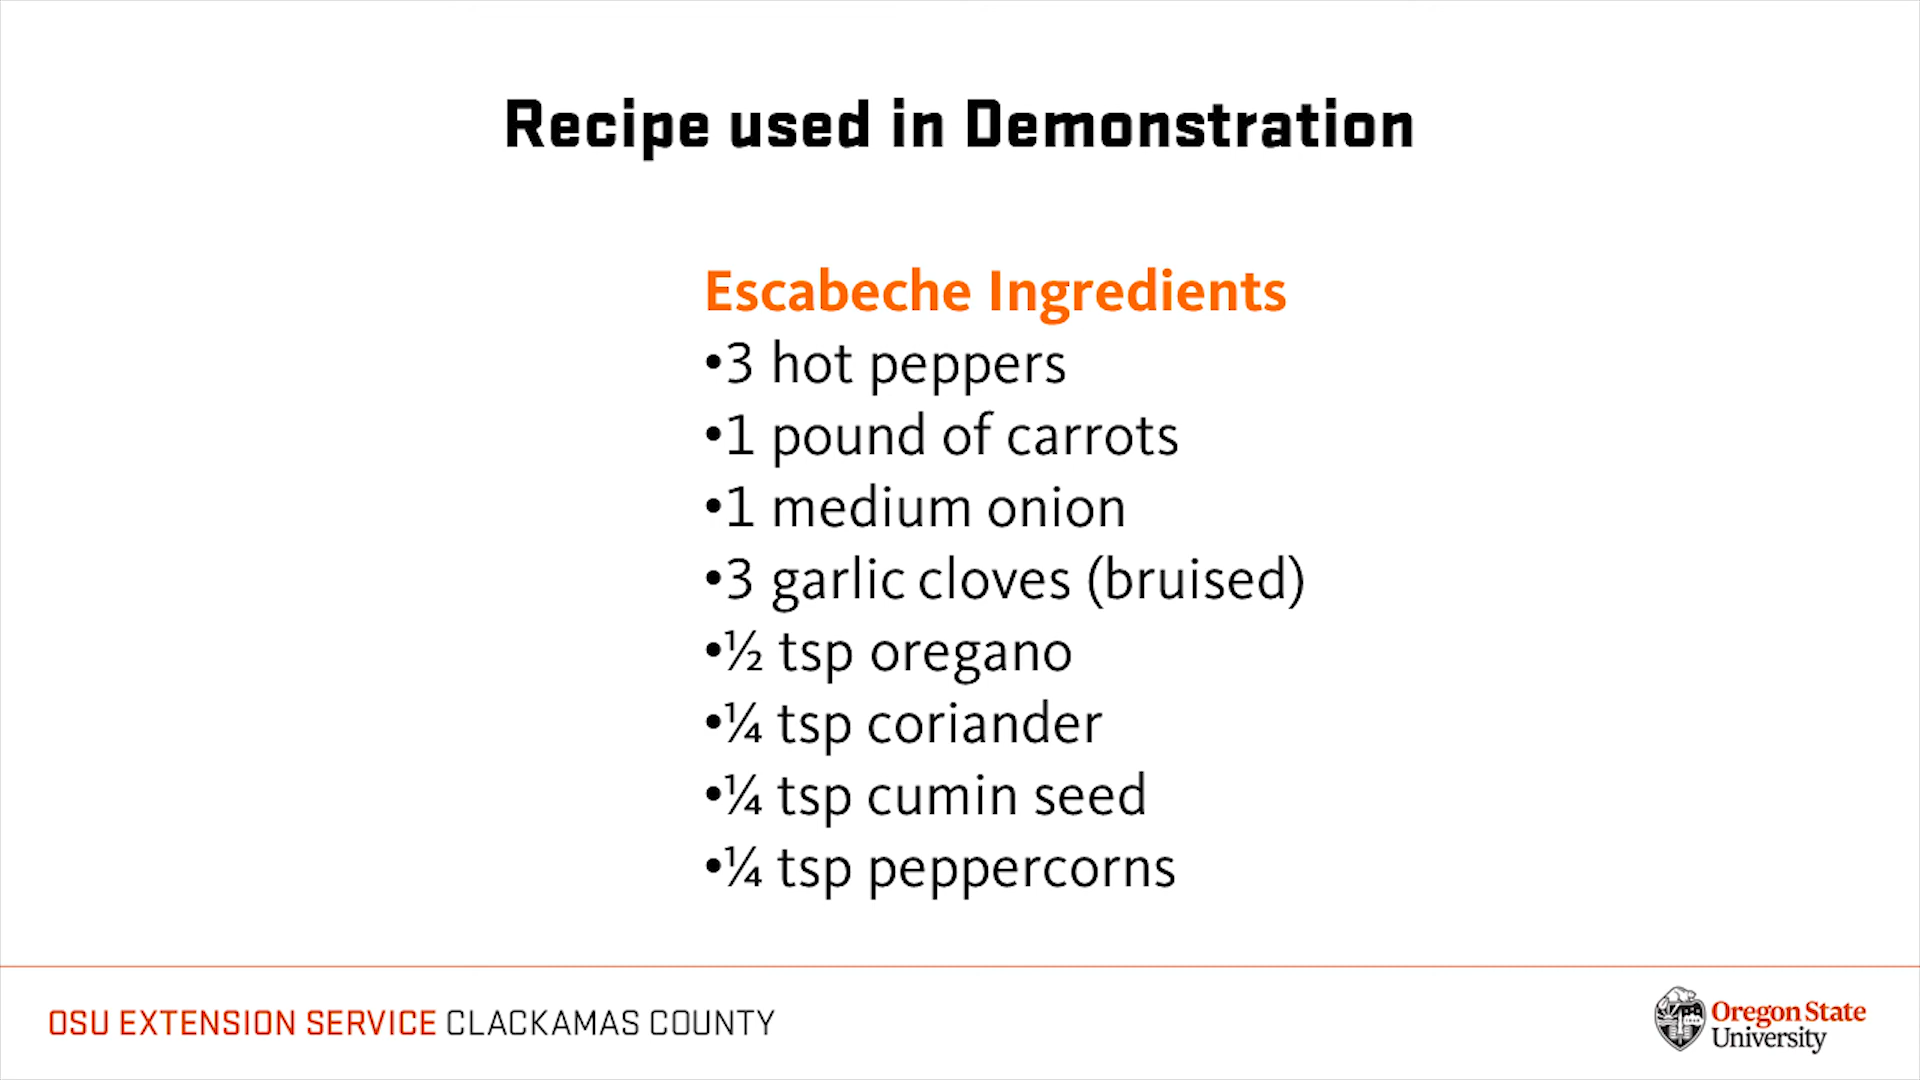 Recipe used in Demonstration
Escabeche Ingredients
•3 hot peppers
•1 pound of carrots
•1 medium onion
•3 garlic cloves (bruised)
•½ tsp oregano
•¼ tsp coriander
•¼ tsp cumin seed
•¼ tsp peppercorns
OSU EXTENSION SERVICE CLACKAMAS COUNTY
Oregon State
University